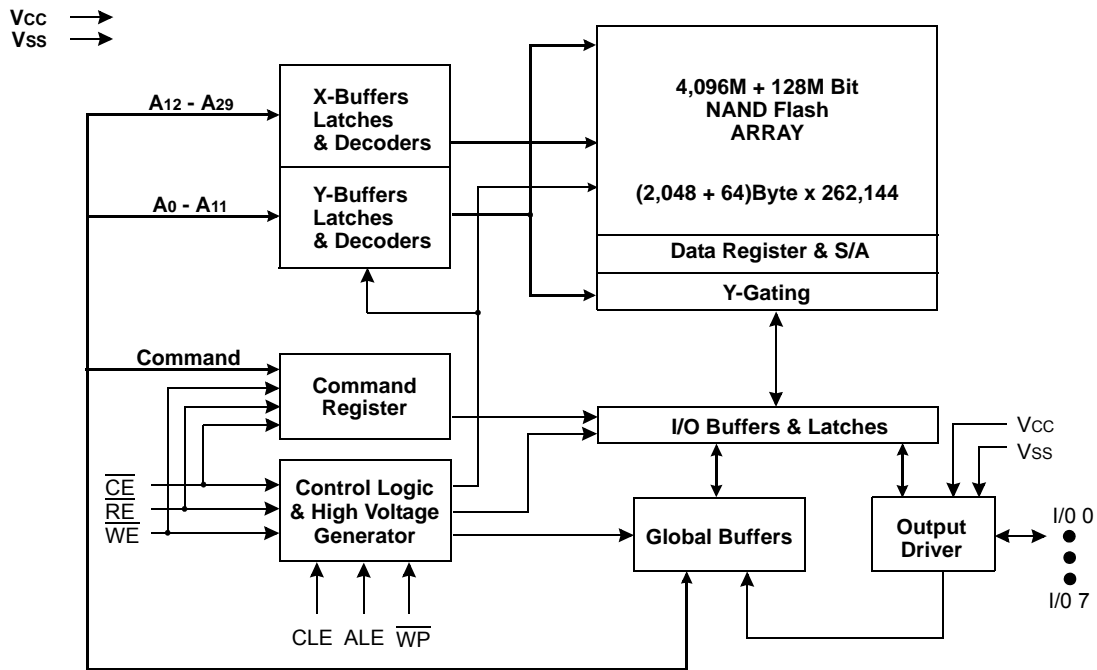 VCC
VSS
A12 - A29
X-Buffers
Latches
& Decoders
A0 - A11
Y-Buffers
Latches
& Decoders
4,096M + 128M Bit
NAND Flash
ARRAY
(2,048 + 64)Byte x 262,144
Data Register & S/A
Y-Gating
Command
Command
Register
I/O Buffers & Latches
VCC
VSS
CE
RE
WE
Control Logic
& High Voltage
Generator
Global Buffers
Output
Driver
I/0 0
I/0 7
CLE ALE WP